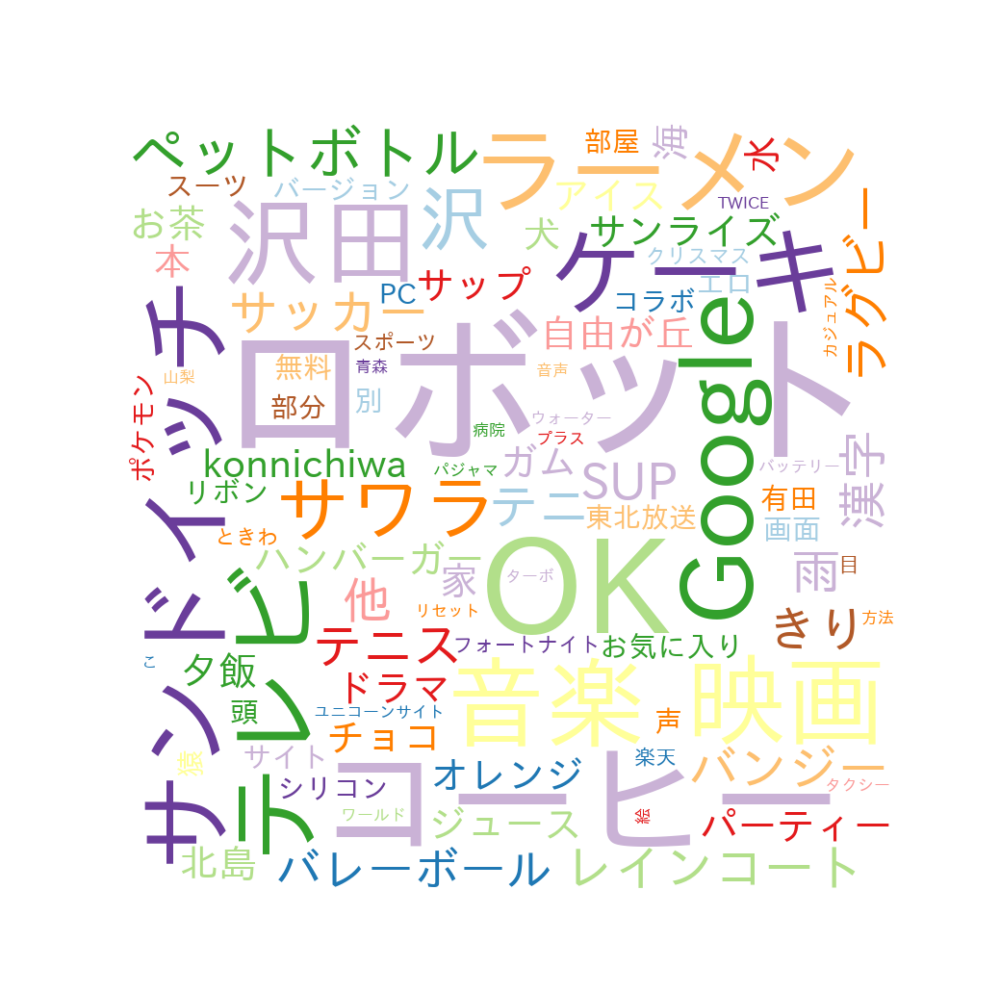 ペットボトル
ラーメン
部屋
海
水
スーツ
バージョン
アイス
TWICE
お茶
沢田
沢
犬
サンライズ
ケーキ
ラグビー
本
クリスマス
サップ
PC
エロ
コラボ
カジュアル
サッカー
自由が丘
Google
スポーツ
ロボット
サンドイッチ
山梨
無料
青森
音声
ポケモン
部分
別
ウォーター
病院
プラス
konnichiwa
パジャマ
ガム
SUP
バッテリー
漢字
リボン
サワラ
テニ
東北放送
有田
画面
ときわ
ハンバーガー
OK
家
ターボ
雨
目
他
リセット
きり
方法
テレビ
テニス
フォートナイト
お気に入り
こ
夕飯
ドラマ
音楽
映画
頭
ユニコーンサイト
チョコ
声
猿
サイト
楽天
バンジー
シリコン
コーヒー
オレンジ
タクシー
ワールド
ジュース
絵
パーティー
北島
バレーボール
レインコート